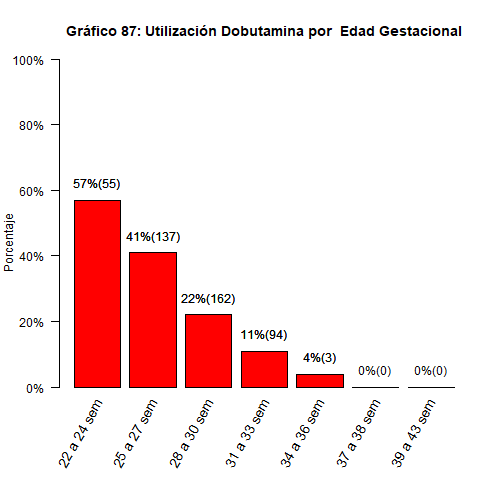 Gráfico 87: Utilización Dobutamina por  Edad Gestacional
100%
80%
60%
40%
20%
0%
Porcentaje
57%(55)
41%(137)
22%(162)
11%(94)
4%(3)
0%(0)
0%(0)
22 a 24 sem
25 a 27 sem
28 a 30 sem
31 a 33 sem
34 a 36 sem
37 a 38 sem
39 a 43 sem